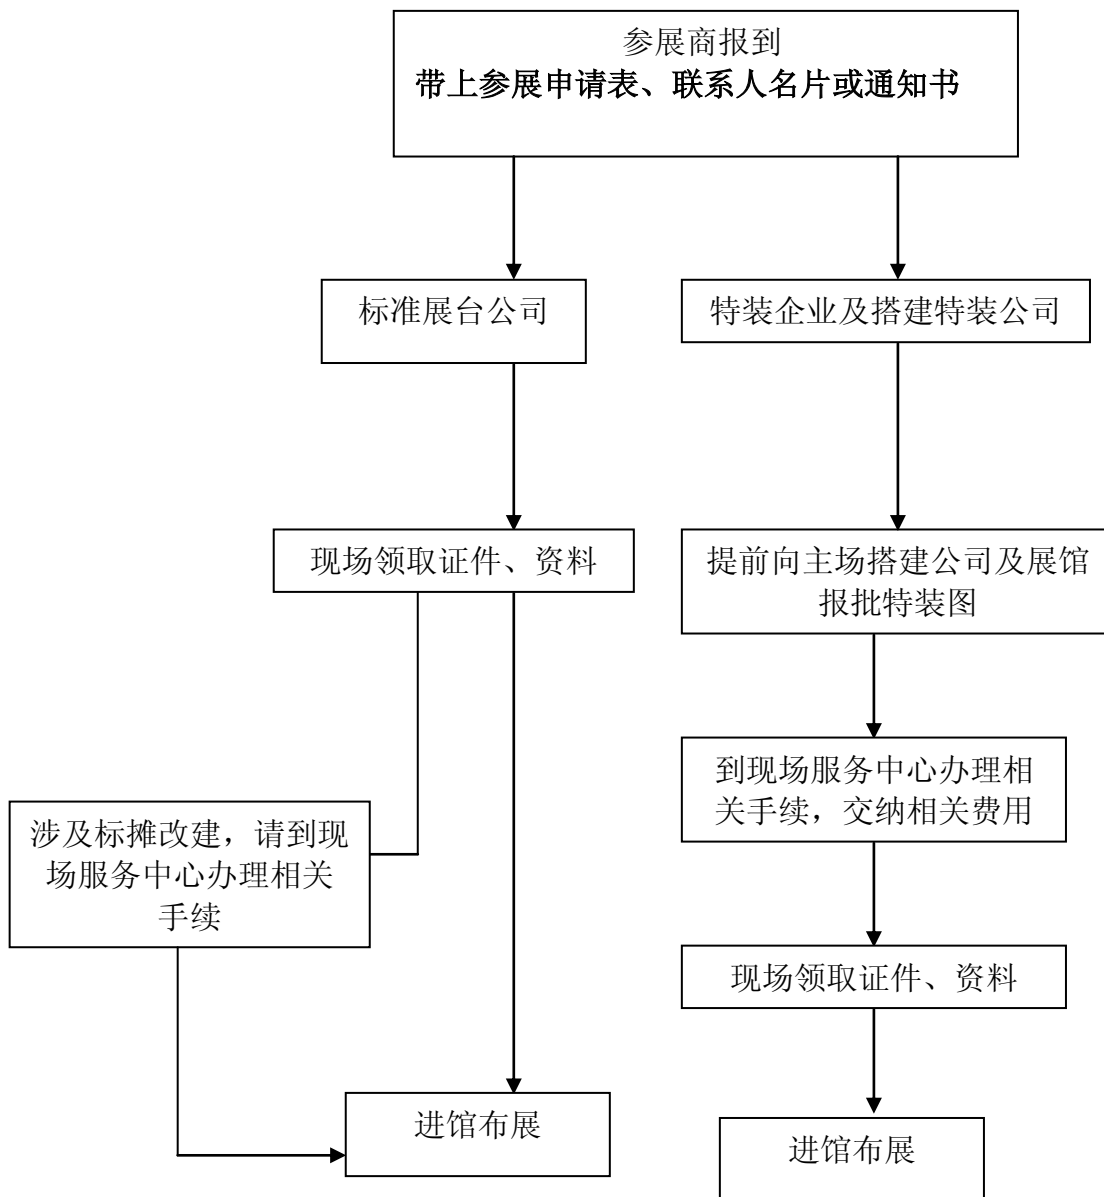 参展商报到
带上参展申请表、联系人名片或通知书
标准展台公司
特装企业及搭建特装公司
现场领取证件、资料
提前向主场搭建公司及展馆
报批特装图
到现场服务中心办理相
关手续，交纳相关费用
涉及标摊改建，请到现
场服务中心办理相关
手续
现场领取证件、资料
进馆布展
进馆布展